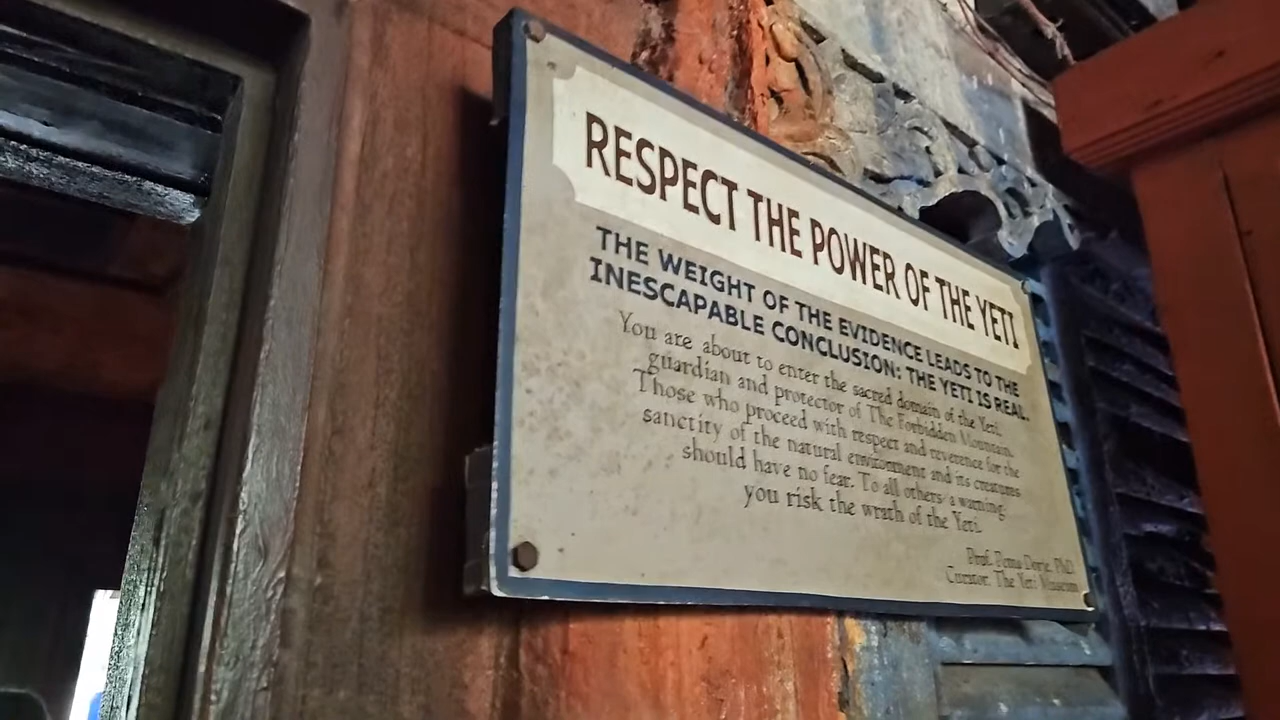 RESPECT THE POWER OF THE YETI
THE WEIGHT OF THE EVIDENCE LEADS TO THE
INESCAPABLE CONCLUSION: THE YETI IS REAL.
You are about to enter the sacred domain of the Yeti,
guardian and protector of The Forbidden Mountain.
Those who proceed with respect and reverence for the
sanctity of the natural environment and its creatures
should have no fear. To all others a warning:
you risk the wrath of the Yeti.
Prof. Pema Dorje, PhD.
Curator, The Yeti Museum